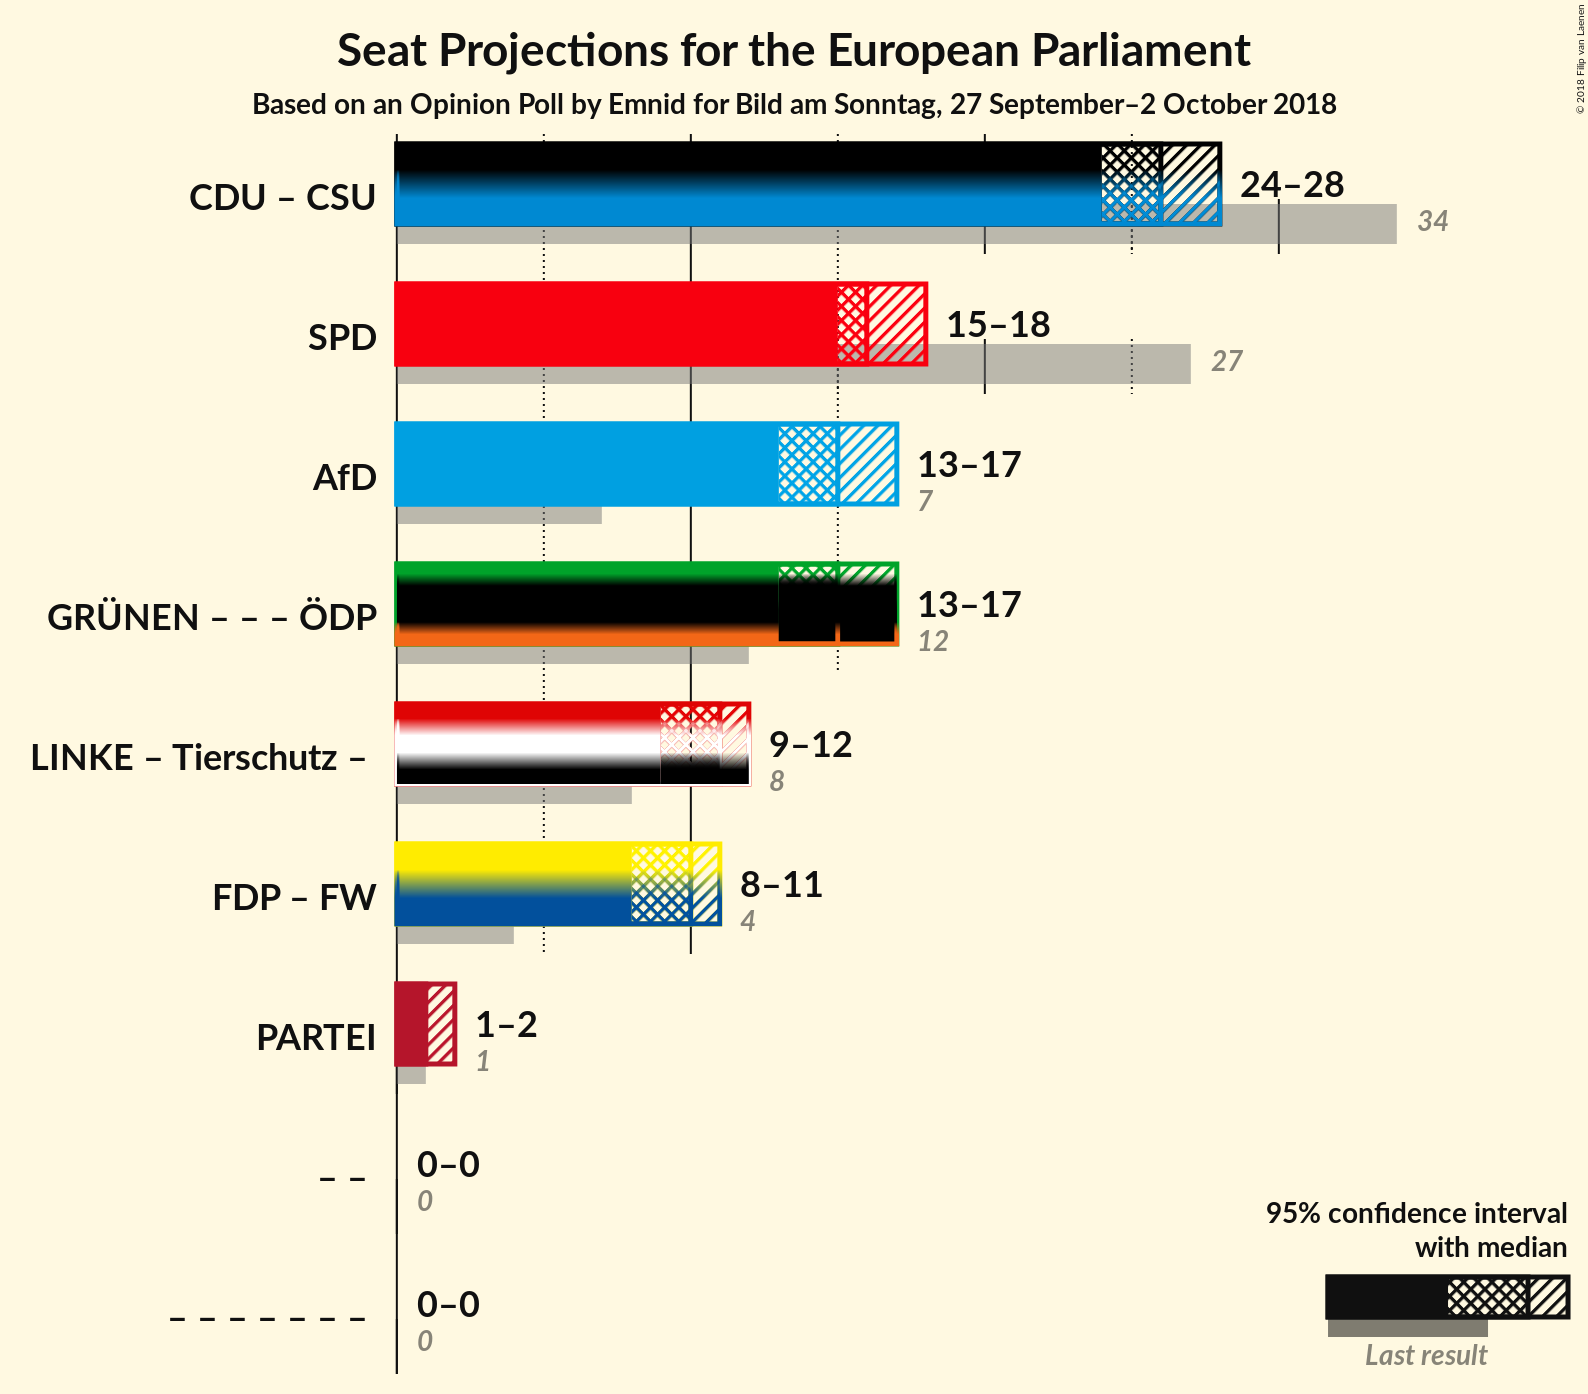 Seat Projections for the European Parliament
Based on an Opinion Poll by Emnid for Bild am Sonntag, 27 September–2 October 2018
© 2018 Filip van Laenen
CDU – CSU
24–28
34
SPD
15–18
27
AfD
13–17
7
GRÜNEN – – – ÖDP
13–17
12
LINKE – Tierschutz –
9–12
8
FDP – FW
8–11
4
PARTEI
1–2
1
– –
0–0
0
– – – – – – –
0–0
0
95% confidence interval
with median
Last result